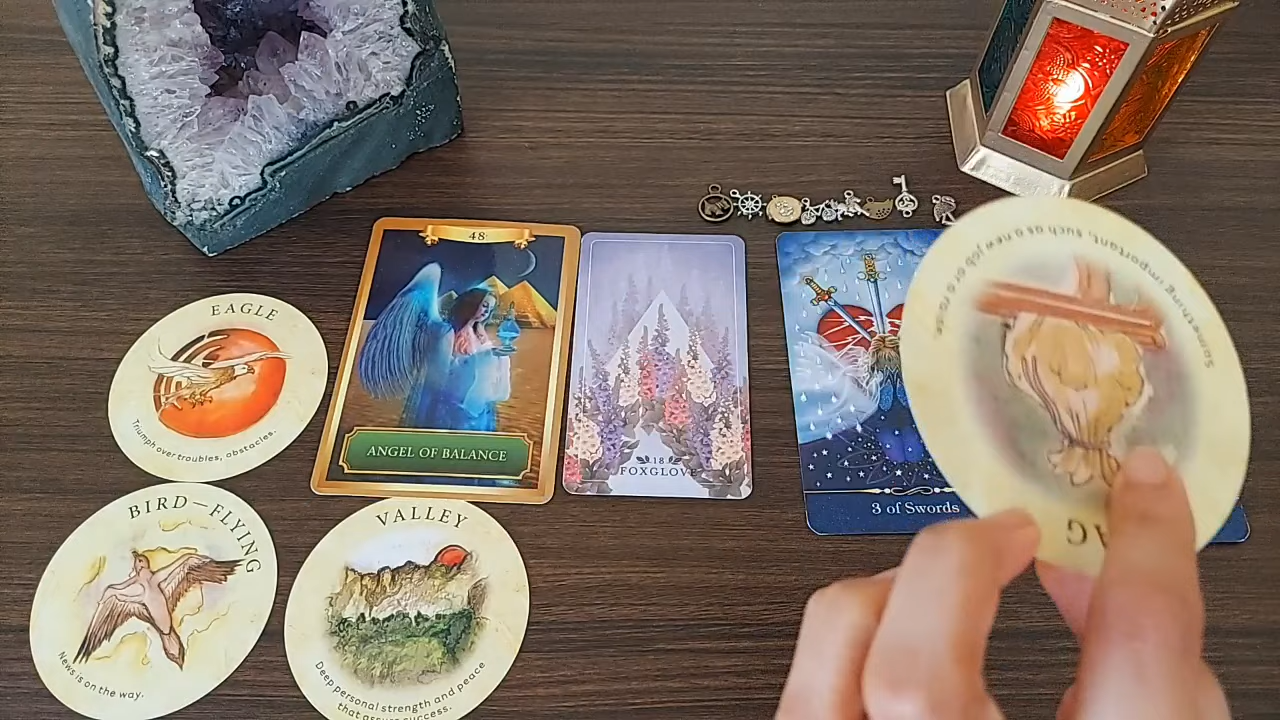 48
ANGEL OF BALANCE
18
FOXGLOVE
3 of Swords
EAGLE
Triumph over troubles, obstacles.
BIRD—FLYING
News is on the way.
VALLEY
Deep personal strength and peace
that assure success.
Something important, such as a new job or a raise.
AG